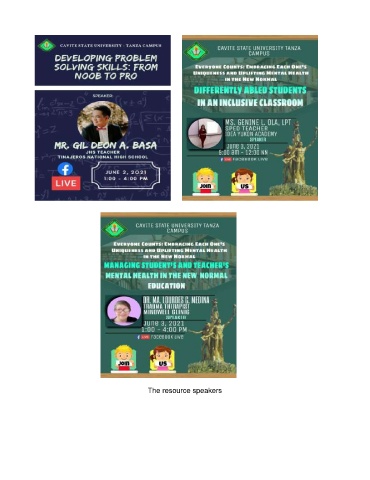 CAVITE STATE UNIVERSITY - TANZA CAMPUS
DEVELOPING PROBLEM
SOLVING SKILLS: FROM
NOOB TO PRO
SPEAKER
MR. GIL DEON A. BASA
JHS TEACHER
TINAJEROS NATIONAL HIGH SCHOOL
LIVE
JUNE 2, 2021
1:00 - 4:00 PM
CAVITE STATE UNIVERSITY TANZA
CAMPUS
EVERYONE COUNTS: EMBRACING EACH ONE'S
UNIQUENESS AND UPLIFTING MENTAL HEALTH
IN THE NEW NORMAL
DIFFERENTLY ABLED STUDENTS
IN AN INCLUSIVE CLASSROOM
MS. GENINE L. OLA, LPT
SPED TEACHER
ACADEMY
SPEAKER
JUNE 3, 2021
9:00 AM - 12:00 NN
LIVE FACEBOOK LIVE
JOIN US
CAVITE STATE UNIVERSITY TANZA
CAMPUS
EVERYONE COUNTS: EMBRACING EACH ONE'S
UNIQUENESS AND UPLIFTING MENTAL HEALTH
IN THE NEW NORMAL
MANAGING STUDENT'S AND TEACHER'S
MENTAL HEALTH IN THE NEW NORMAL
EDUCATION
DR. MA. LOURDES G. MEDINA
TRAUMA THERAPIST
MINDWELL CLINIC
SPEAKER
JUNE 3, 2021
1:00 - 4:00 PM
LIVE FACEBOOK LIVE
JOIN US
The resource speakers